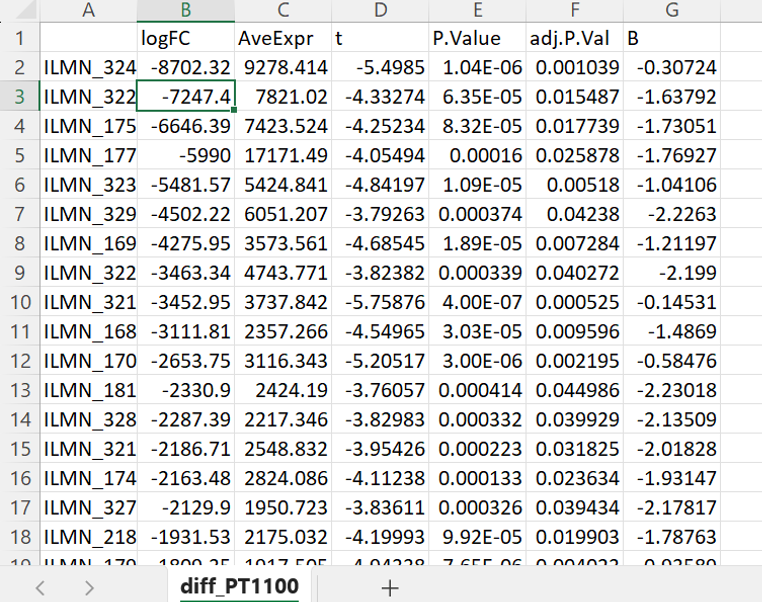 A B C D E F G
1 logFC AveExpr t P.Value adj.P.Val B
2 ILMN_324 -8702.32 9278.414 -5.4985 1.04E-06 0.001039 -0.30724
3 ILMN_322 -7247.4 7821.02 -4.33274 6.35E-05 0.015487 -1.63792
4 ILMN_175 -6646.39 7423.524 -4.25234 8.32E-05 0.017739 -1.73051
5 ILMN_177 -5990 17171.49 -4.05494 0.00016 0.025878 -1.76927
6 ILMN_323 -5481.57 5424.841 -4.84197 1.09E-05 0.00518 -1.04106
7 ILMN_329 -4502.22 6051.207 -3.79263 0.000374 0.04238 -2.2263
8 ILMN_169 -4275.95 3573.561 -4.68545 1.89E-05 0.007284 -1.21197
9 ILMN_322 -3463.34 4743.771 -3.82382 0.000339 0.040272 -2.199
10 ILMN_321 -3452.95 3737.842 -5.75876 4.00E-07 0.000525 -0.14531
11 ILMN_168 -3111.81 2357.266 -4.54965 3.03E-05 0.009596 -1.4869
12 ILMN_170 -2653.75 3116.343 -5.20517 3.00E-06 0.002195 -0.58476
13 ILMN_181 -2330.9 2424.19 -3.76057 0.000414 0.044986 -2.23018
14 ILMN_328 -2287.39 2217.346 -3.82983 0.000332 0.039929 -2.13509
15 ILMN_321 -2186.71 2548.832 -3.95426 0.000223 0.031825 -2.01828
16 ILMN_174 -2163.48 2824.086 -4.11238 0.000133 0.023634 -1.93147
17 ILMN_327 -2129.9 1950.723 -3.83611 0.000326 0.039434 -2.17817
18 ILMN_218 -1931.53 2175.032 -4.19993 9.92E-05 0.019903 -1.78763
diff_PT1100